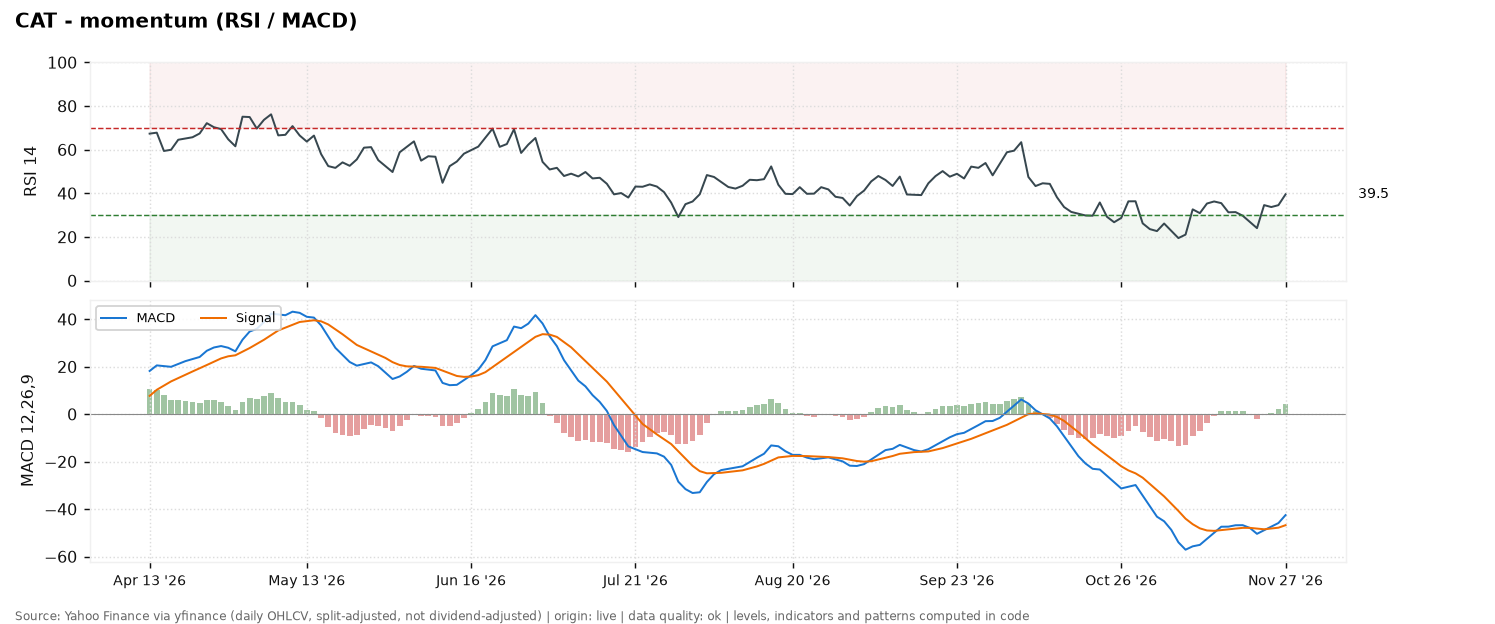 CAT - momentum (RSI / MACD)
100
80
60
40
20
0
RSI 14
39.5
MACD
Signal
40
20
0
−20
−40
−60
MACD 12,26,9
Apr 13 '26
May 13 '26
Jun 16 '26
Jul 21 '26
Aug 20 '26
Sep 23 '26
Oct 26 '26
Nov 27 '26
Source: Yahoo Finance via yfinance (daily OHLCV, split-adjusted, not dividend-adjusted) | origin: live | data quality: ok | levels, indicators and patterns computed in code